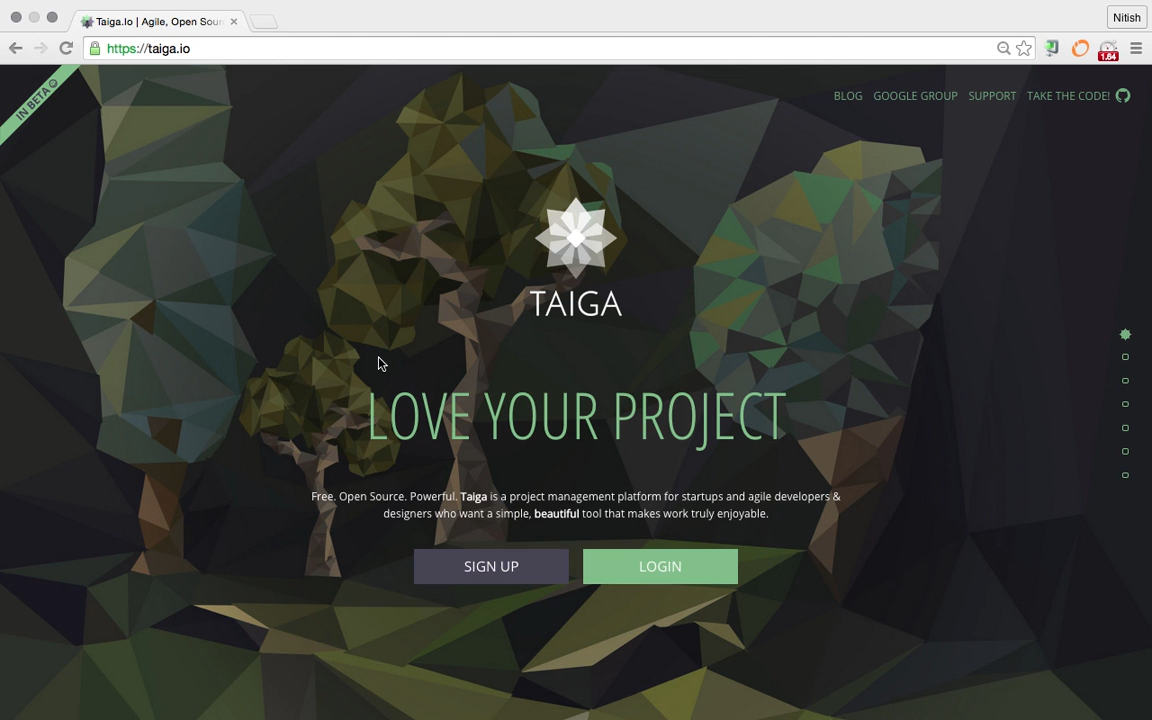 Taiga.Io | Agile, Open Sour
Nitish
https://taiga.io
1.64
IN BETA
BLOG GOOGLE GROUP SUPPORT TAKE THE CODE!
TAIGA
LOVE YOUR PROJECT
Free. Open Source. Powerful. Taiga is a project management platform for startups and agile developers &
designers who want a simple, beautiful tool that makes work truly enjoyable.
SIGN UP LOGIN